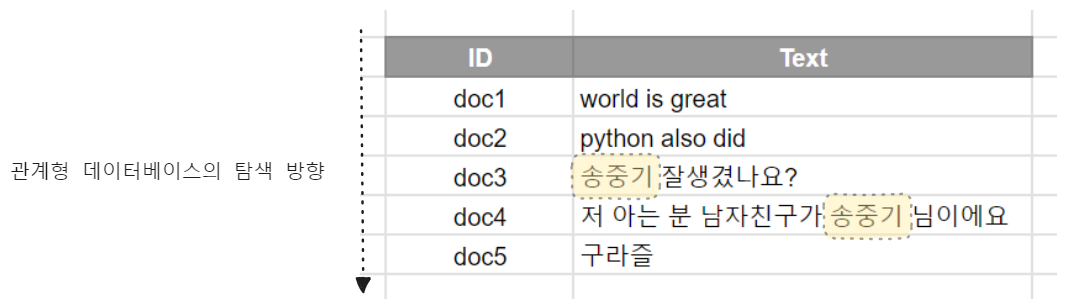 ID Text
doc1 world is great
doc2 python also did
관계형 데이터베이스의 탐색 방향
doc3 송중기 잘생겼나요?
doc4 저 아는 분 남자친구가 송중기 님이에요
doc5 구라즐